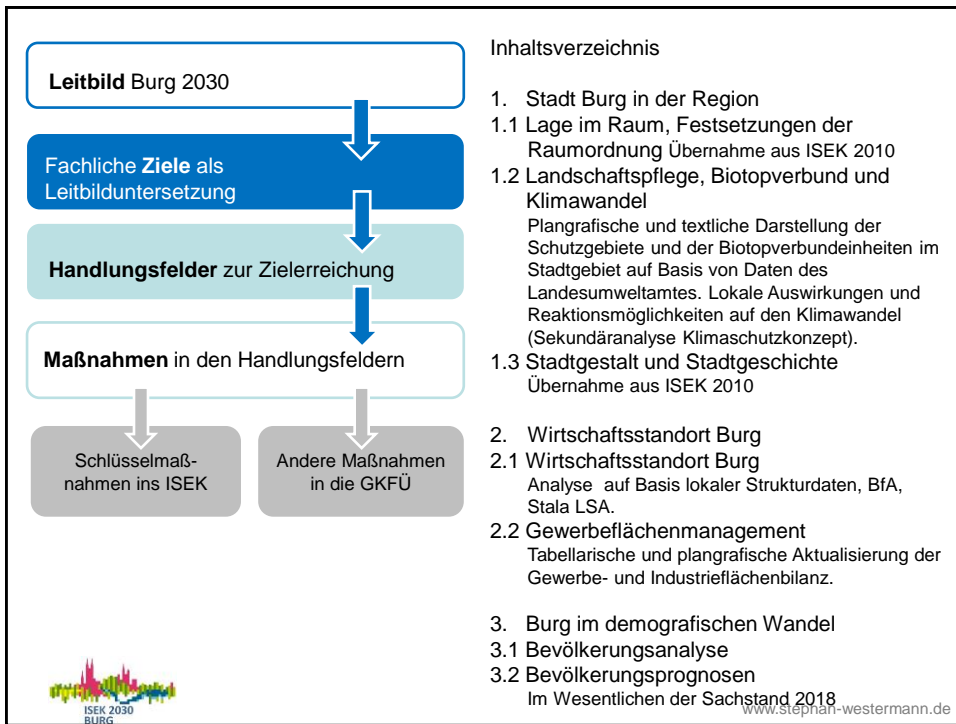 Leitbild Burg 2030
Fachliche Ziele als
Leitbilduntersetzung
Handlungsfelder zur Zielerreichung
Maßnahmen in den Handlungsfeldern
Schlüsselmaß-
nahmen ins ISEK
Andere Maßnahmen
in die GKFÜ
ISEK 2030
BURG
Inhaltsverzeichnis
1. Stadt Burg in der Region
1.1 Lage im Raum, Festsetzungen der
Raumordnung Übernahme aus ISEK 2010
1.2 Landschaftspflege, Biotopverbund und
Klimawandel
Plangrafische und textliche Darstellung der
Schutzgebiete und der Biotopverbundeinheiten im
Stadtgebiet auf Basis von Daten des
Landesumweltamtes. Lokale Auswirkungen und
Reaktionsmöglichkeiten auf den Klimawandel
(Sekundäranalyse Klimaschutzkonzept).
1.3 Stadtgestalt und Stadtgeschichte
Übernahme aus ISEK 2010
2. Wirtschaftsstandort Burg
2.1 Wirtschaftsstandort Burg
Analyse auf Basis lokaler Strukturdaten, BfA,
Stala LSA.
2.2 Gewerbeflächenmanagement
Tabellarische und plangrafische Aktualisierung der
Gewerbe- und Industrieflächenbilanz.
3. Burg im demografischen Wandel
3.1 Bevölkerungsanalyse
3.2 Bevölkerungsprognosen
Im Wesentlichen der Sachstand 2018
www.stephan-westermann.de